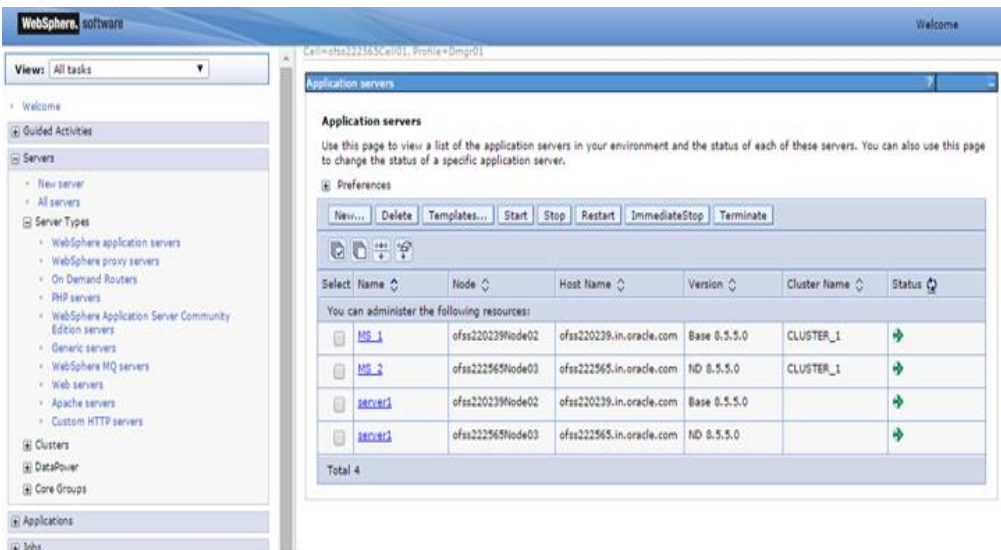 WebSphere. software
Welcome
View: All tasks
Cell=ofss222565Cell01, Profile=Dmgr01
Welcome
Guided Activities
Servers
New server
All servers
Server Types
WebSphere application servers
WebSphere proxy servers
On Demand Routers
PHP servers
WebSphere Application Server Community
Edition servers
Generic servers
WebSphere MQ servers
Web servers
Apache servers
Custom HTTP servers
Clusters
DataPower
Core Groups
Applications
Jobs
Application servers ? -
Application servers
Use this page to view a list of the application servers in your environment and the status of each of these servers. You can also use this page
to change the status of a specific application server.
Preferences
New... Delete Templates... Start Stop Restart ImmediateStop Terminate
Select Name Node Host Name Version Cluster Name Status
You can administer the following resources:
MS_1 ofss220239Node02 ofss220239.in.oracle.com Base 8.5.5.0 CLUSTER_1
MS_2 ofss222565Node03 ofss222565.in.oracle.com ND 8.5.5.0 CLUSTER_1
server1 ofss220239Node02 ofss220239.in.oracle.com Base 8.5.5.0
server1 ofss222565Node03 ofss222565.in.oracle.com ND 8.5.5.0
Total 4